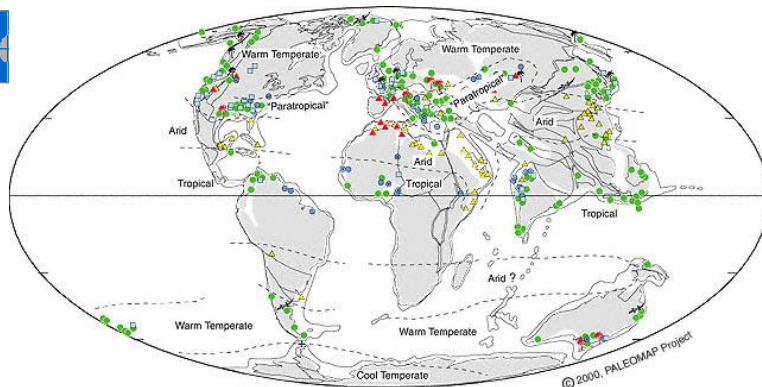 Warm Temperate
Warm Temperate
"Paratropical"
"Paratropical"
Arid
Arid
Arid
Tropical
Tropical
Tropical
Arid ?
Warm Temperate
Warm Temperate
Cool Temperate
© 2000, PALEOMAP Project